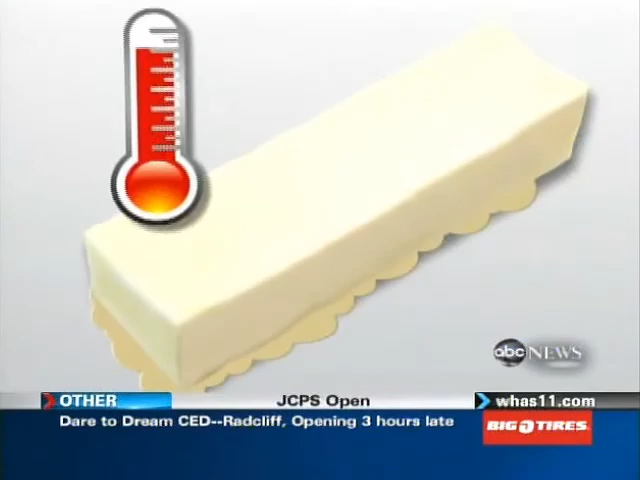 abc NEWS
OTHER
JCPS Open
whas11.com
Dare to Dream CED--Radcliff, Opening 3 hours late
BIG O TIRES